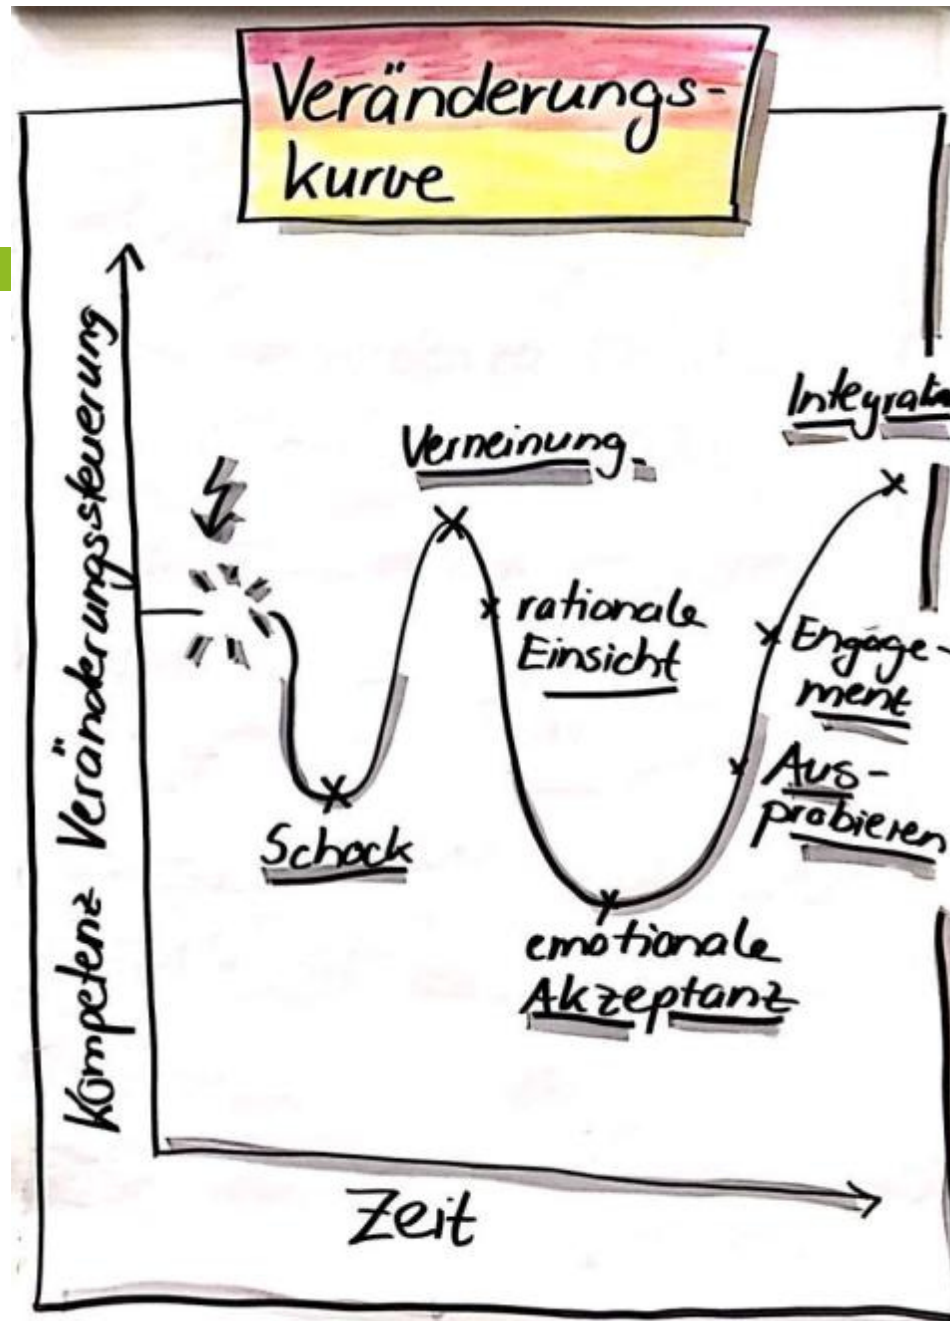 Veränderungs-
kurve
Kompetenz Veränderungssteuerung
Verneinung
Integrat
rationale
Einsicht
Engage-
ment
Aus-
probieren
Schock
emotionale
Akzeptanz
Zeit